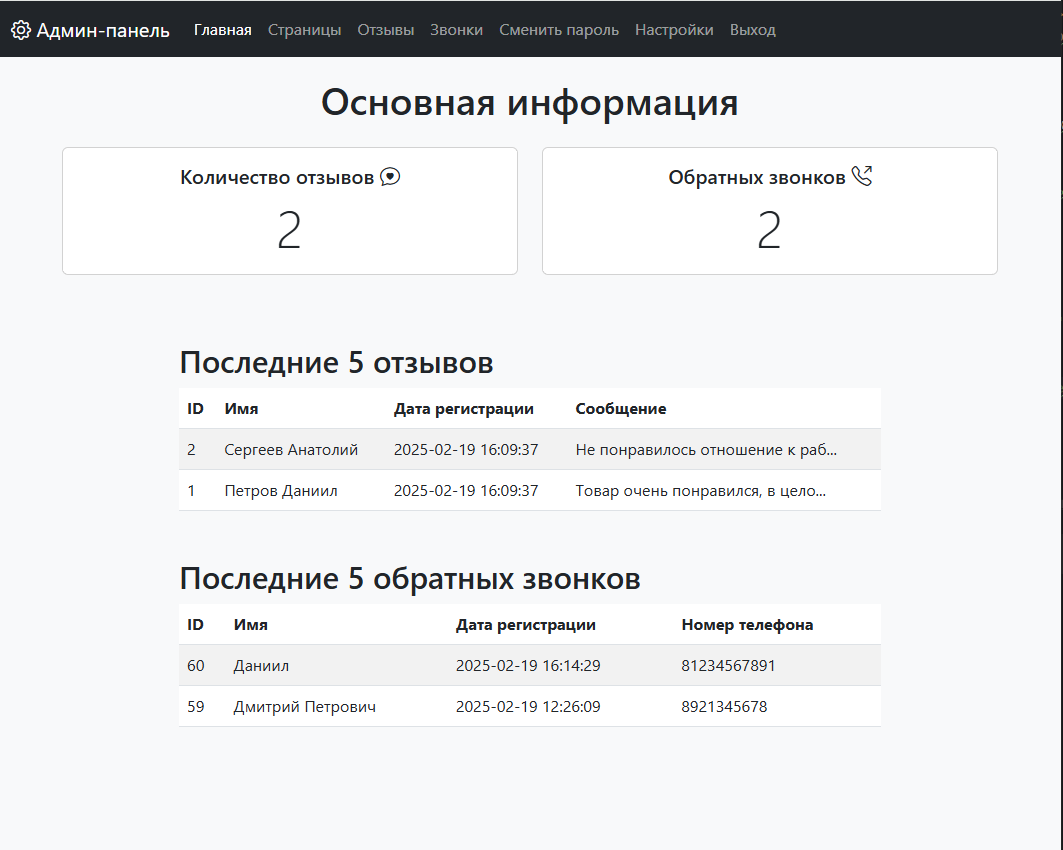 Админ-панель Главная Страницы Отзывы Звонки Сменить пароль Настройки Выход
Основная информация
Количество отзывов
2
Обратных звонков
2
Последние 5 отзывов
ID Имя Дата регистрации Сообщение
2 Сергеев Анатолий 2025-02-19 16:09:37 Не понравилось отношение к раб...
1 Петров Даниил 2025-02-19 16:09:37 Товар очень понравился, в цело...
Последние 5 обратных звонков
ID Имя Дата регистрации Номер телефона
60 Даниил 2025-02-19 16:14:29 81234567891
59 Дмитрий Петрович 2025-02-19 12:26:09 8921345678